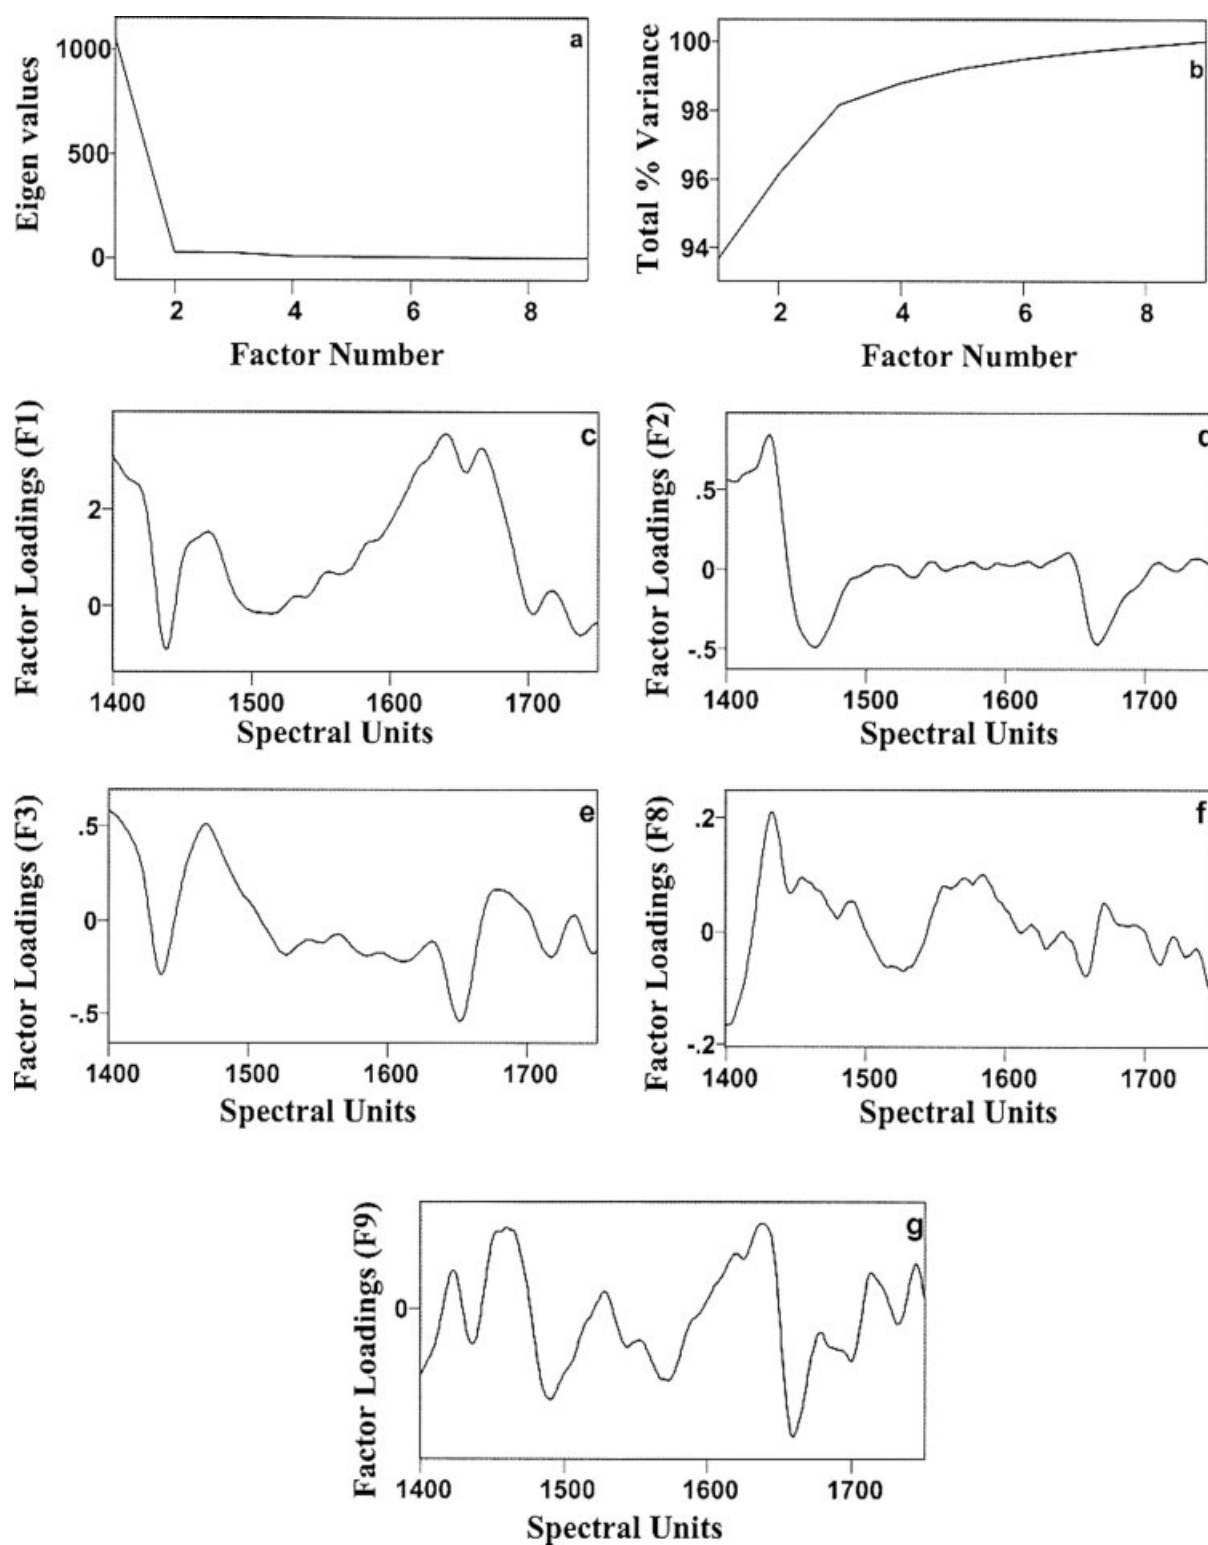 a
Eigen values
1000
500
0
2 4 6 8
Factor Number
b
Total % Variance
100
98
96
94
2 4 6 8
Factor Number
c
Factor Loadings (F1)
2
0
1400 1500 1600 1700
Spectral Units
Factor Loadings (F2)
.5
0
-.5
1400 1500 1600 1700
Spectral Units
e
Factor Loadings (F3)
.5
0
-.5
1400 1500 1600 1700
Spectral Units
f
Factor Loadings (F8)
.2
0
-.2
1400 1500 1600 1700
Spectral Units
g
Factor Loadings (F9)
0
1400 1500 1600 1700
Spectral Units